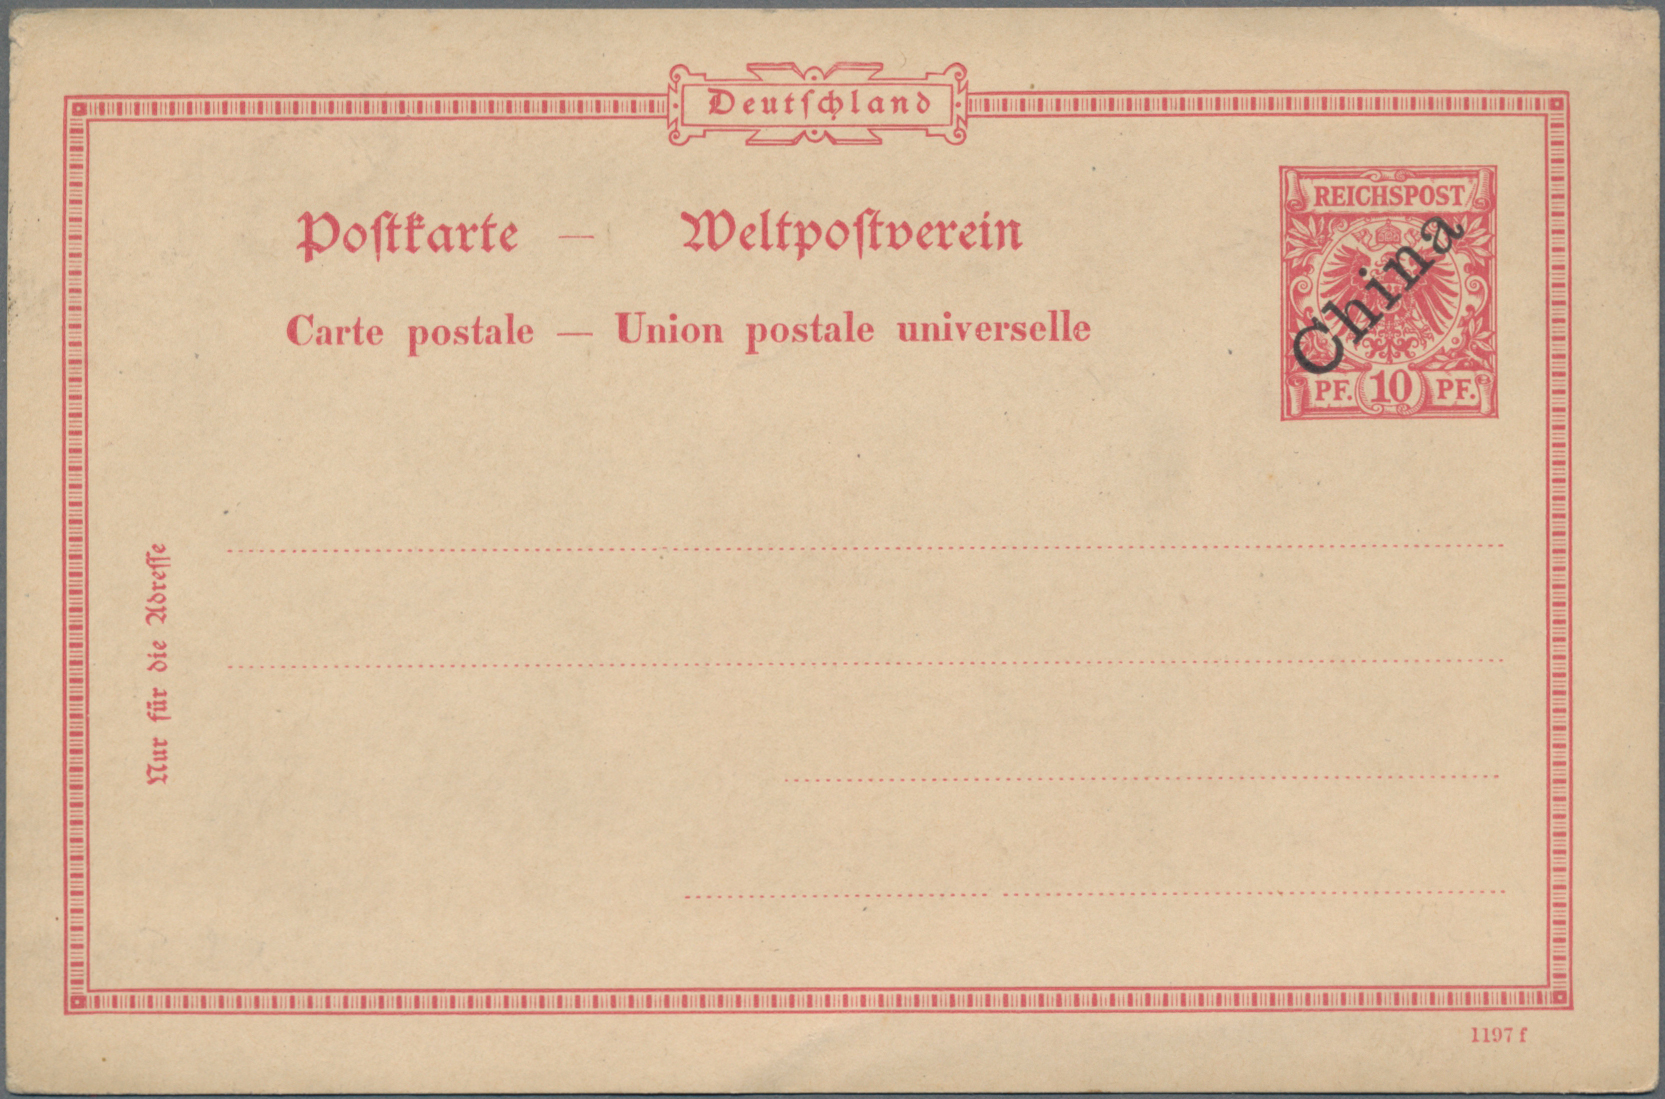 Deutschland
REICHSPOST
China
PF. 10 PF.
Postkarte — Weltpostverein
Carte postale — Union postale universelle
Nur für die Adresse
1197 f